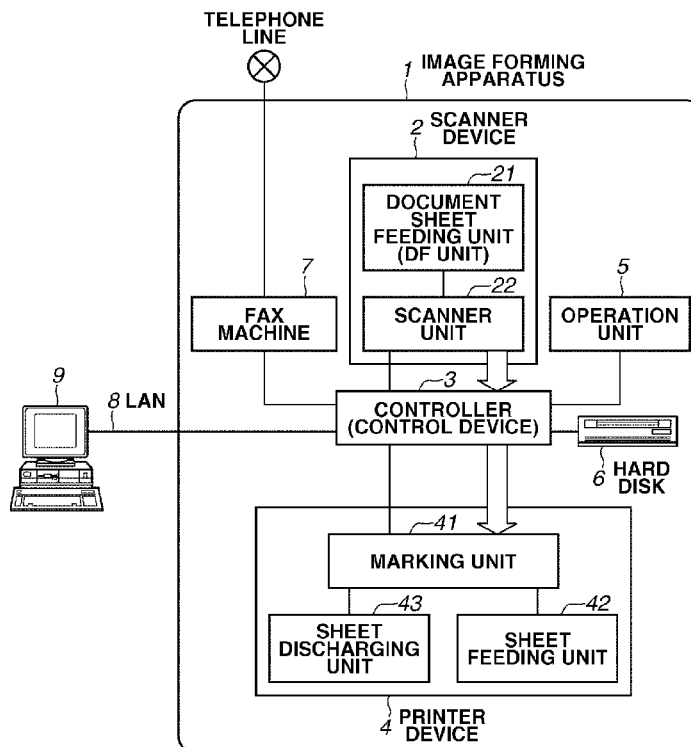 TELEPHONE
LINE
1
IMAGE FORMING
APPARATUS
2
SCANNER
DEVICE
21
DOCUMENT
SHEET
FEEDING UNIT
(DF UNIT)
7
22
5
FAX
MACHINE
SCANNER
UNIT
OPERATION
UNIT
9
8 LAN
3
CONTROLLER
(CONTROL DEVICE)
6 HARD
DISK
41
MARKING UNIT
43
42
SHEET
DISCHARGING
UNIT
SHEET
FEEDING UNIT
4 PRINTER
DEVICE